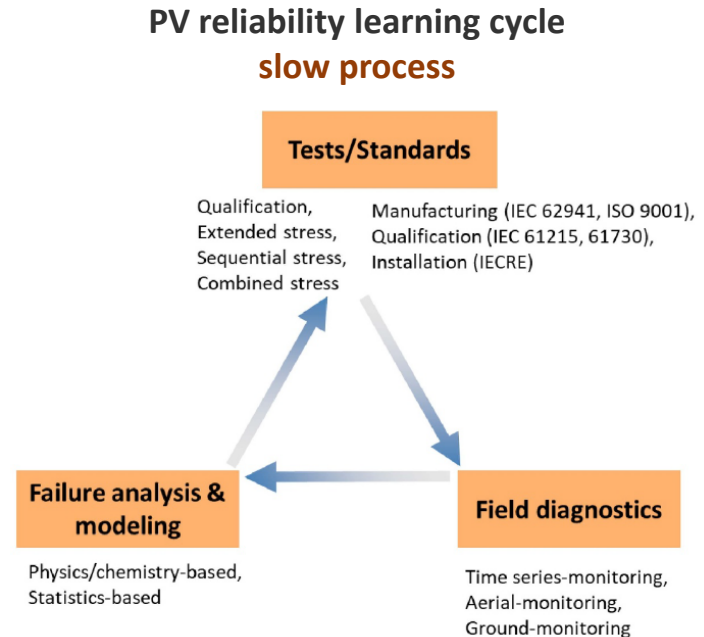 PV reliability learning cycle
slow process
Tests/Standards
Qualification,
Extended stress,
Sequential stress,
Combined stress
Manufacturing (IEC 62941, ISO 9001),
Qualification (IEC 61215, 61730),
Installation (IECRE)
Failure analysis &
modeling
Physics/chemistry-based,
Statistics-based
Field diagnostics
Time series-monitoring,
Aerial-monitoring,
Ground-monitoring